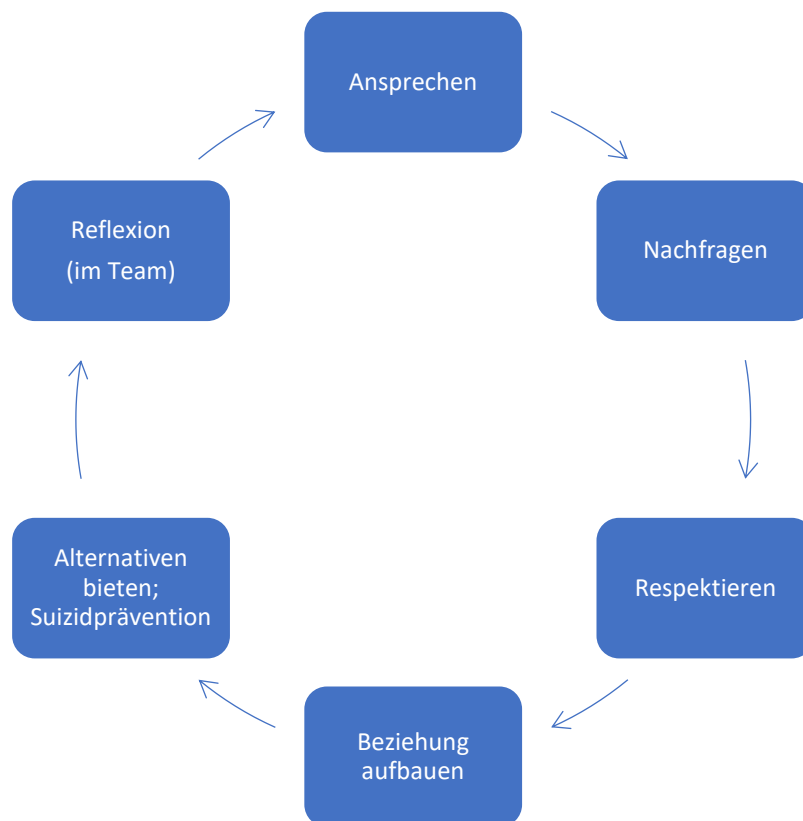 Ansprechen
Nachfragen
Respektieren
Beziehung
aufbauen
Alternativen
bieten;
Suizidprävention
Reflexion
(im Team)